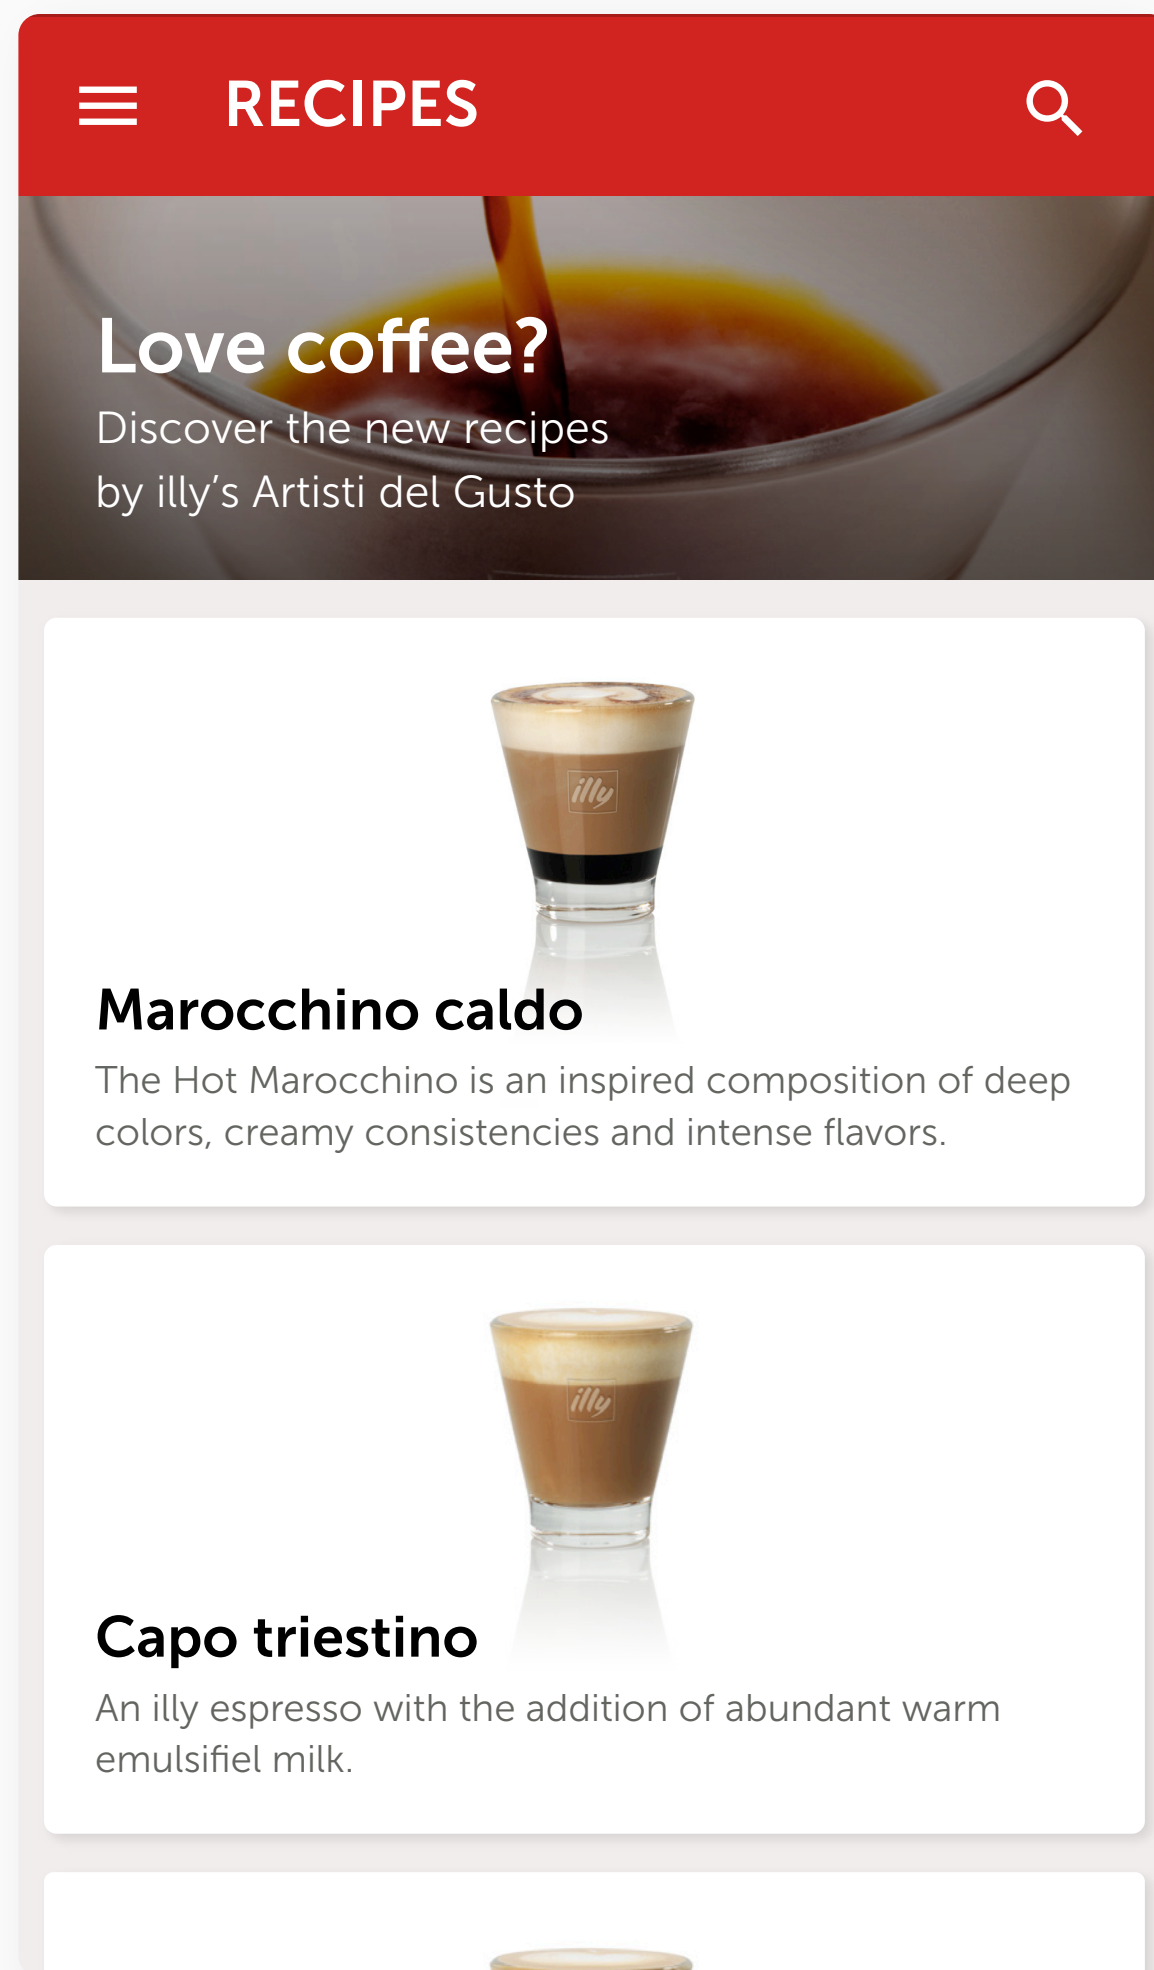 RECIPES
Love coffee?
Discover the new recipes
by illy’s Artisti del Gusto
illy
Marocchino caldo
The Hot Marocchino is an inspired composition of deep
colors, creamy consistencies and intense flavors.
illy
Capo triestino
An illy espresso with the addition of abundant warm
emulsifiel milk.